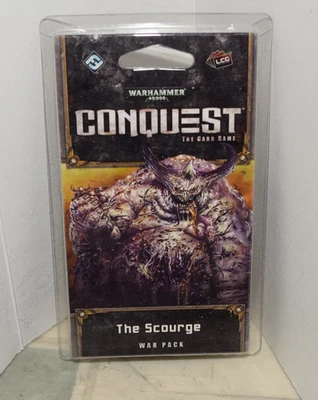 LCG
WARHAMMER
40,000
CONQUEST
THE CARD GAME
The Scourge
WAR PACK